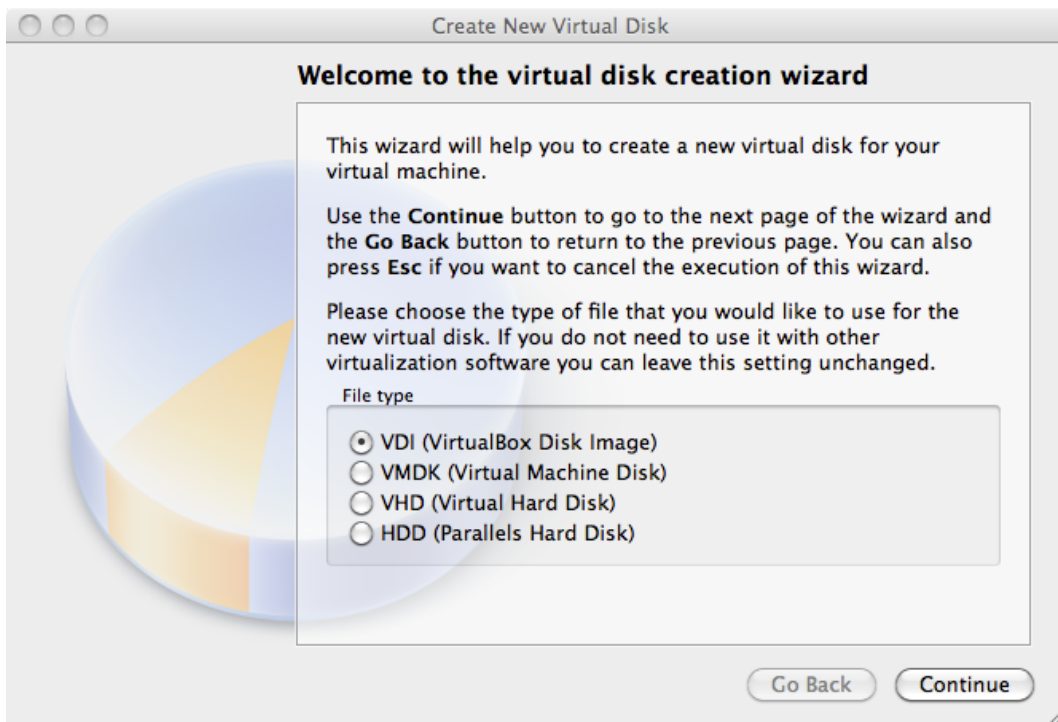 Create New Virtual Disk
Welcome to the virtual disk creation wizard
This wizard will help you to create a new virtual disk for your
virtual machine.
Use the Continue button to go to the next page of the wizard and
the Go Back button to return to the previous page. You can also
press Esc if you want to cancel the execution of this wizard.
Please choose the type of file that you would like to use for the
new virtual disk. If you do not need to use it with other
virtualization software you can leave this setting unchanged.
File type
VDI (VirtualBox Disk Image)
VMDK (Virtual Machine Disk)
VHD (Virtual Hard Disk)
HDD (Parallels Hard Disk)
Go Back
Continue